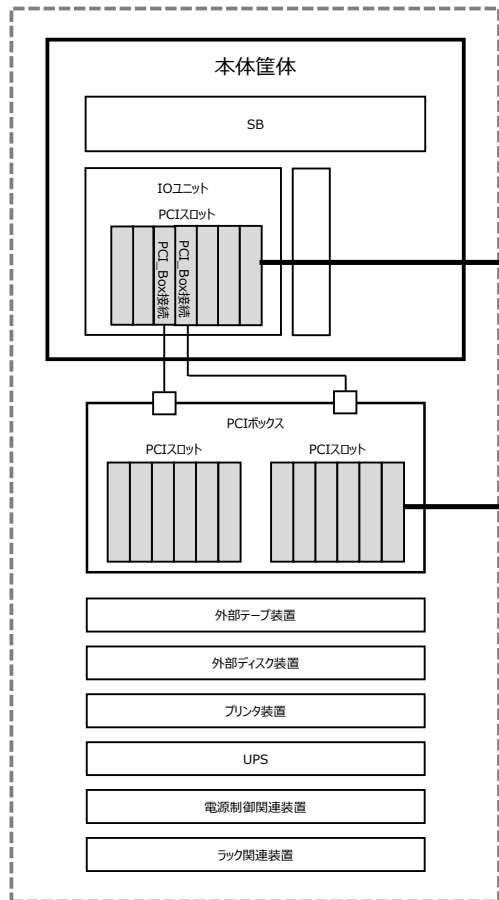 本体筐体
SB
IOユニット
PCIスロット
PCI_Box接続
PCI_Box接続
PCIボックス
PCIスロット
PCIスロット
外部テープ装置
外部ディスク装置
プリンタ装置
UPS
電源制御関連装置
ラック関連装置